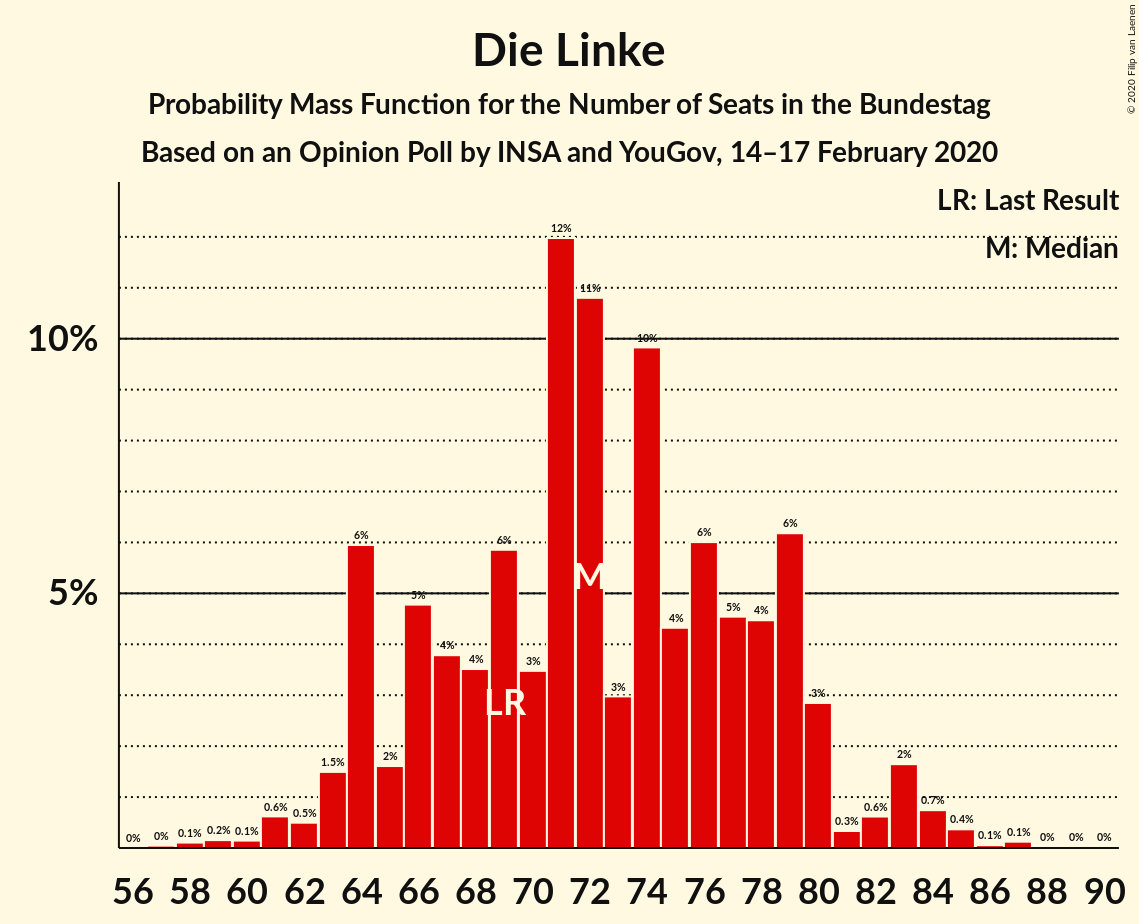 Die Linke
Probability Mass Function for the Number of Seats in the Bundestag
Based on an Opinion Poll by INSA and YouGov, 14–17 February 2020
© 2020 Filip van Laenen
LR: Last Result
M: Median
10%
5%
0% 0% 0.1% 0.2% 0.1% 0.6% 0.5% 1.5% 6% 2% 5% 4% 4% 6% 3% 12% 11% 3% 10% 4% 6% 5% 4% 6% 3% 0.3% 0.6% 2% 0.7% 0.4% 0.1% 0.1% 0% 0% 0%
M
LR
56 58 60 62 64 66 68 70 72 74 76 78 80 82 84 86 88 90